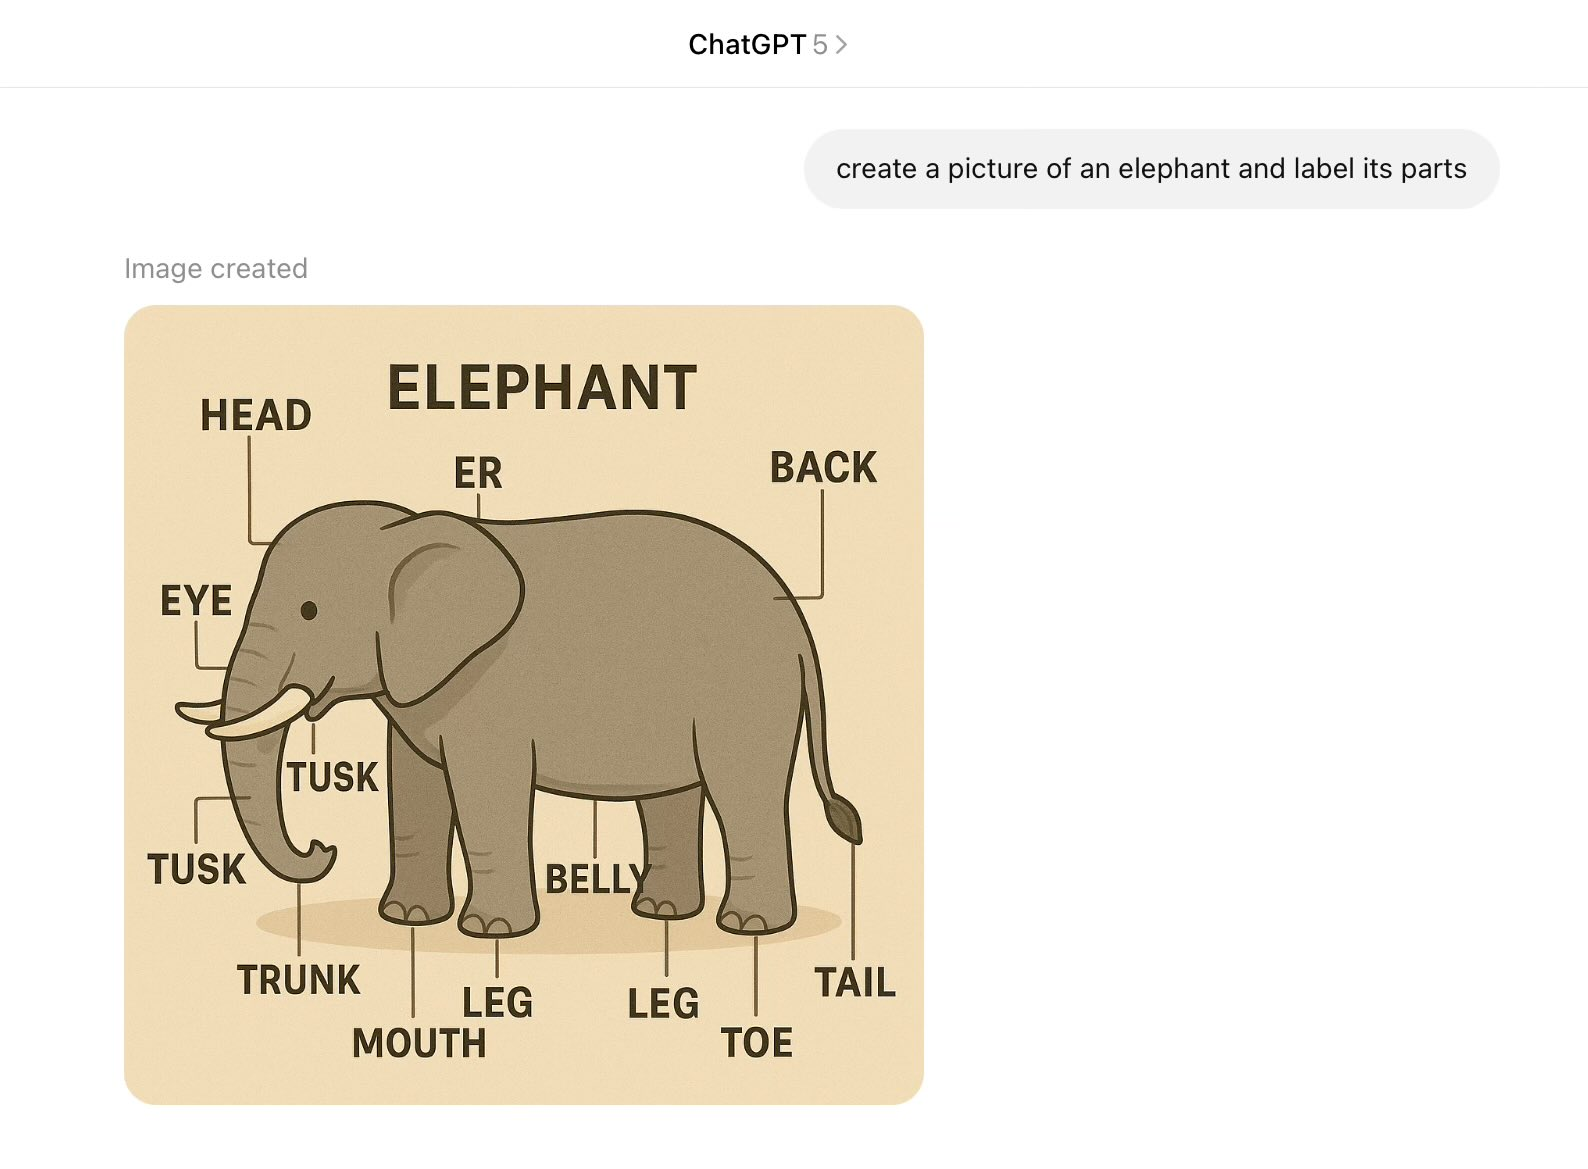 ChatGPT 5 >
create a picture of an elephant and label its parts
Image created
ELEPHANT
HEAD
ER
BACK
EYE
TUSK
TUSK
BELLY
TRUNK
LEG
LEG
TAIL
MOUTH
TOE